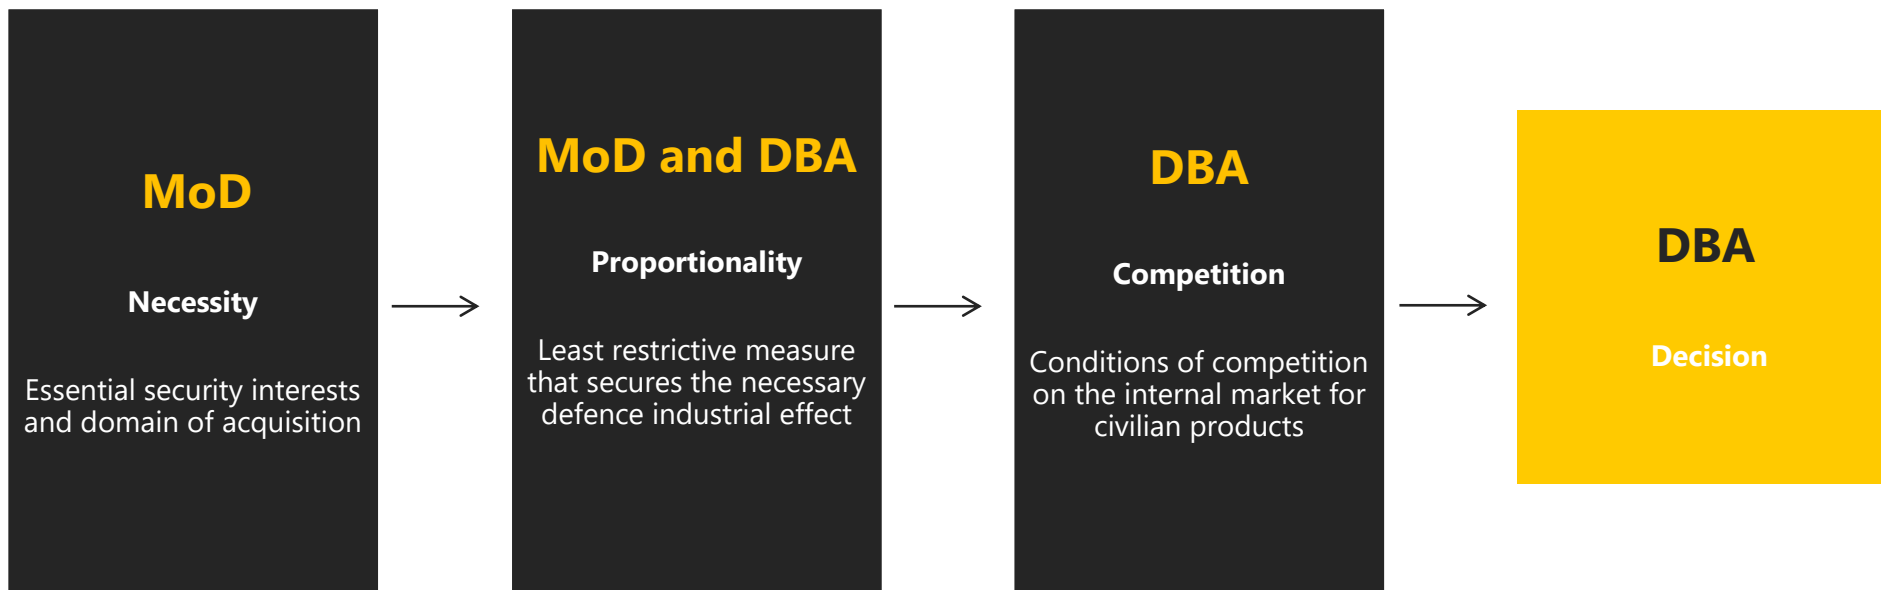 MoD
Necessity
Essential security interests
and domain of acquisition
MoD and DBA
Proportionality
Least restrictive measure
that secures the necessary
defence industrial effect
DBA
Competition
Conditions of competition
on the internal market for
civilian products
DBA
Decision